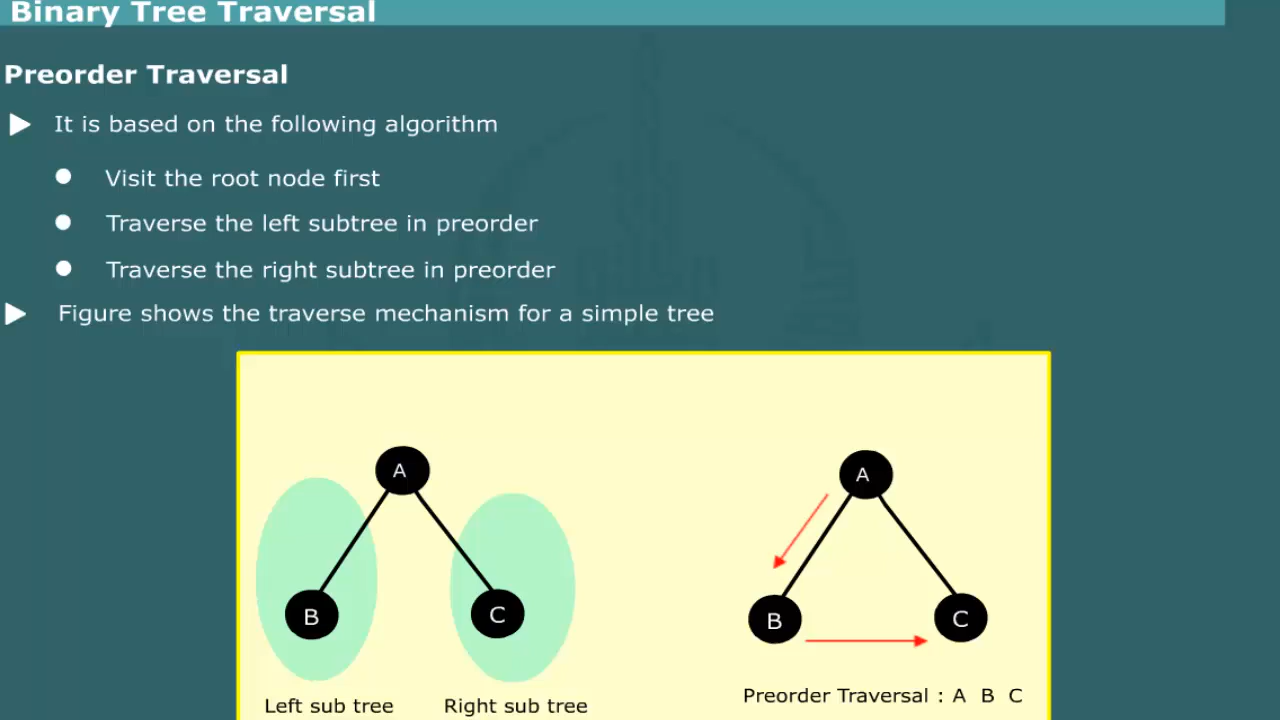 Binary Tree Traversal
Preorder Traversal
It is based on the following algorithm
Visit the root node first
Traverse the left subtree in preorder
Traverse the right subtree in preorder
Figure shows the traverse mechanism for a simple tree
A
B
C
Left sub tree
Right sub tree
A
B
C
Preorder Traversal : A B C